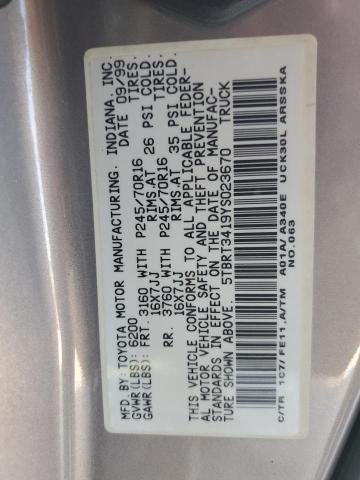 MFD.BY:TOYOTA MOTOR MANUFACTURING, INDIANA, INC.
GVWR(LBS): 6200 DATE 09/99
GAWR(LBS): FRT. 3160 WITH P245/70R16 TIRES.
16X7JJ RIMS.AT 26 PSI COLD.
RR. 3760 WITH P245/70R16 TIRES.
16X7JJ RIMS.AT 35 PSI COLD.
THIS VEHICLE CONFORMS TO ALL APPLICABLE FEDER-
AL MOTOR VEHICLE SAFETY AND THEFT PREVENTION
STANDARDS IN EFFECT ON THE DATE OF MANUFAC-
TURE SHOWN ABOVE. 5TBRT3419YS023670 TRUCK
C/TR 1C7/FE11,A/TM A01A/A340E UCK30L ARSSKA
NO.063